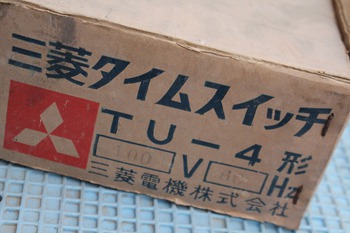 三菱タイムスイッチ
TU-4形
100 V Hz
三菱電機株式会社